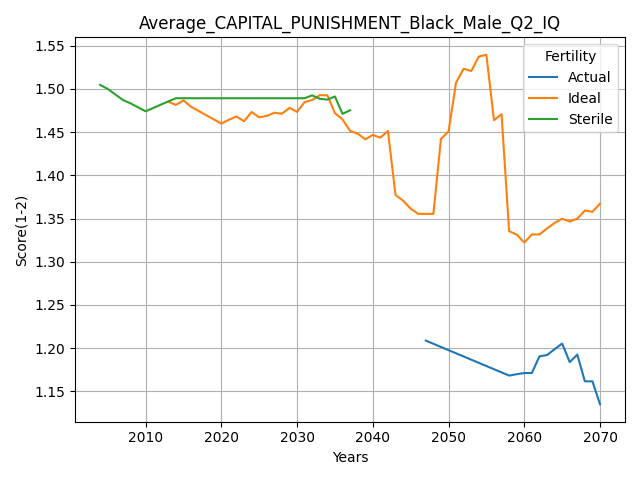 Average_CAPITAL_PUNISHMENT_Black_Male_Q2_IQ
Fertility
Actual
Ideal
Sterile
Score(1-2)
1.55
1.50
1.45
1.40
1.35
1.30
1.25
1.20
1.15
2010 2020 2030 2040 2050 2060 2070
Years